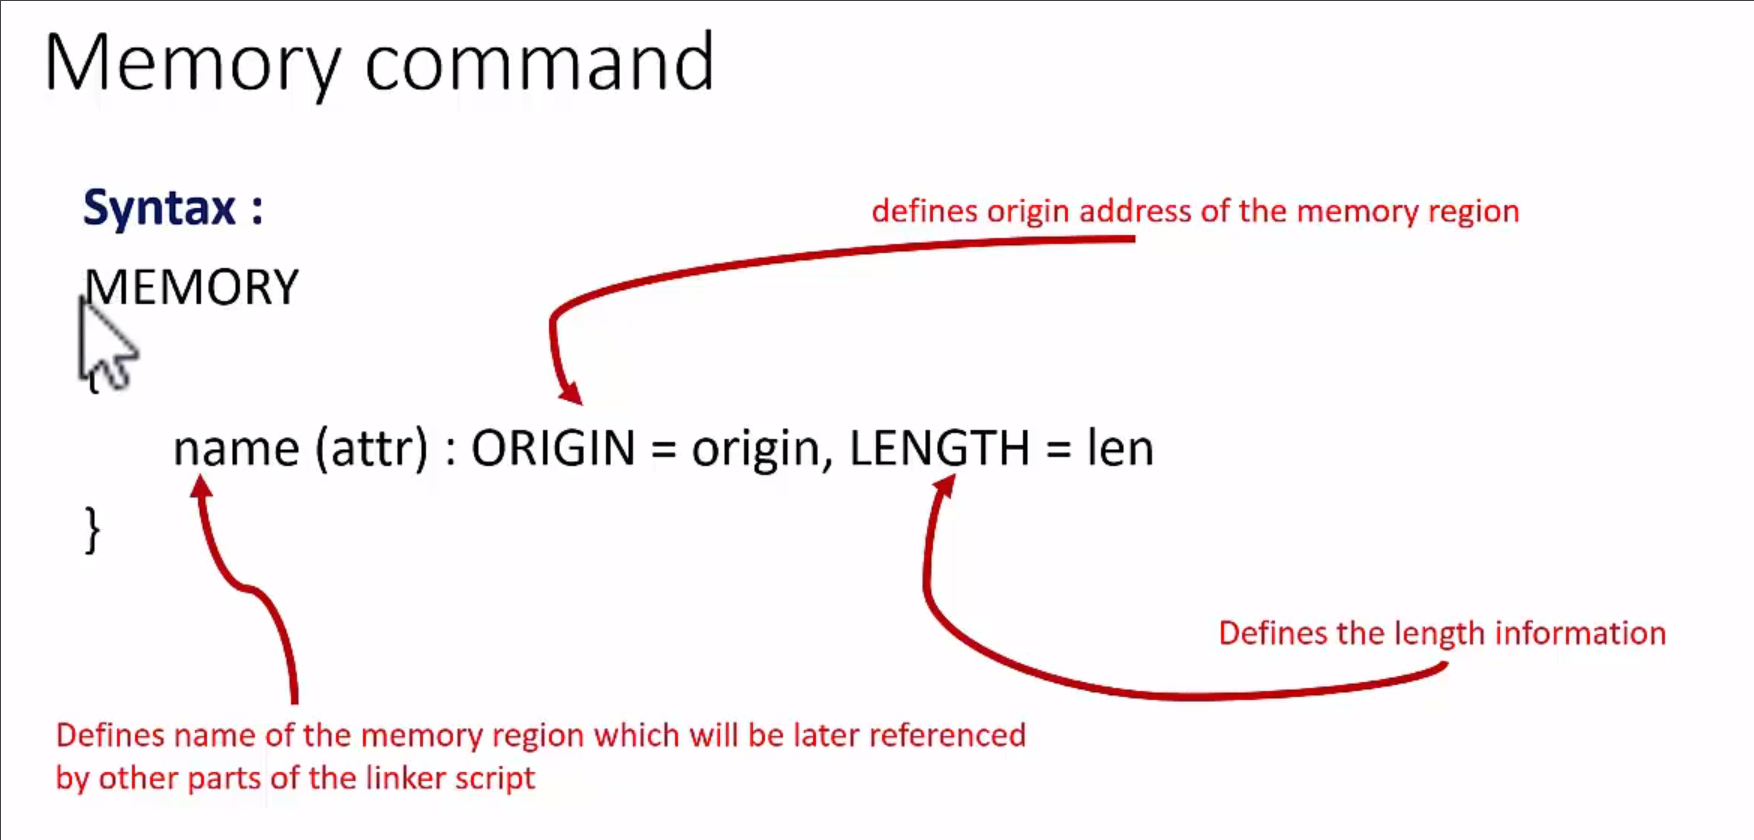 Memory command
Syntax :
defines origin address of the memory region
MEMORY
{
name (attr) : ORIGIN = origin, LENGTH = len
}
Defines the length information
Defines name of the memory region which will be later referenced
by other parts of the linker script